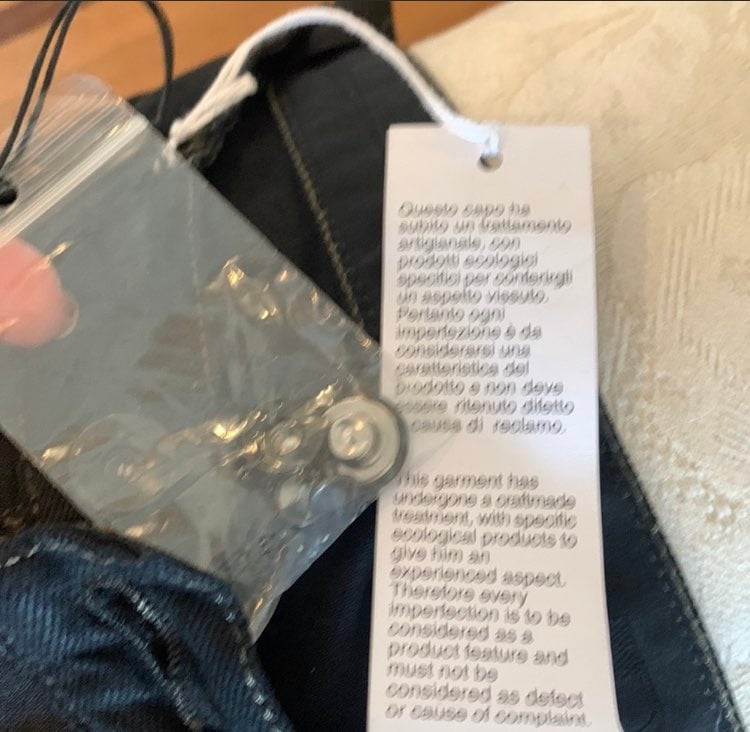 Questo capo ha
subito un trattamento
artigianale, con
prodotti ecologici
specifici per conferirgli
un aspetto vissuto.
Pertanto ogni
imperfezione è da
considerarsi una
caratteristica del
prodotto e non deve
essere ritenuto difetto
causa di reclamo.
This garment has
undergone a craftmade
treatment, with specific
ecological products to
give him an
experienced aspect.
Therefore every
imperfection is to be
considered as a
product feature and
must not be
considered as defect
or cause of complaint.